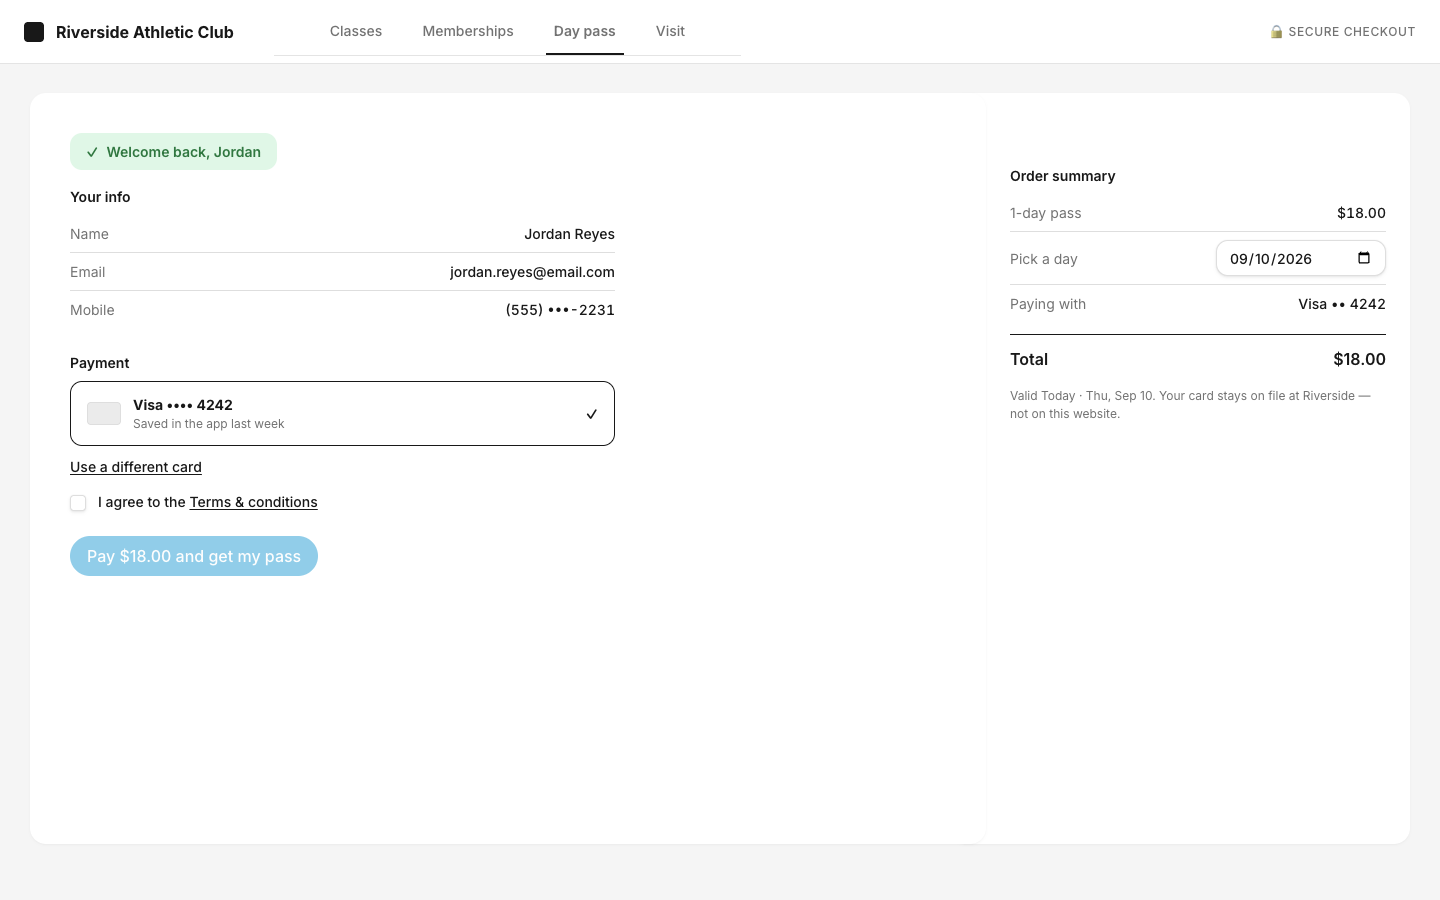 Riverside Athletic Club
Classes
Memberships
Day pass
Visit
🔒 SECURE CHECKOUT
✓ Welcome back, Jordan
Your info
Name Jordan Reyes
Email jordan.reyes@email.com
Mobile (555) •••-2231
Payment
Visa •••• 4242
Saved in the app last week
Use a different card
I agree to the Terms & conditions
Pay $18.00 and get my pass
Order summary
1-day pass $18.00
Pick a day 09/10/2026
Paying with Visa •• 4242
Total $18.00
Valid Today · Thu, Sep 10. Your card stays on file at Riverside —
not on this website.